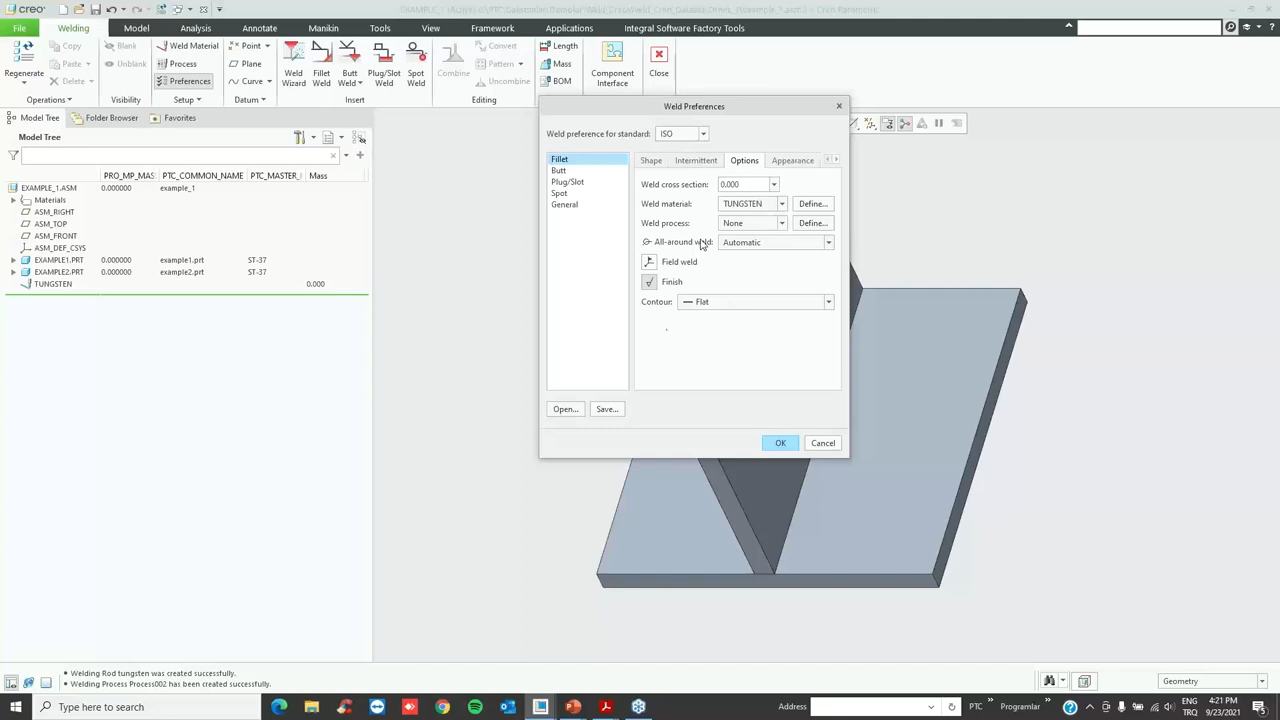 creo
File
Welding
Model
Analysis
Annotate
Manikin
Tools
View
Framework
Applications
Integral Software Factory Tools
Regenerate
Copy
Paste
Delete
Operations
Blank
Unblank
Visibility
Weld Material
Process
Preferences
Setup
Point
Plane
Curve
Datum
Weld Wizard
Fillet Weld
Butt Weld
Plug/Slot Weld
Spot Weld
Insert
Combine
Convert
Pattern
Uncombine
Editing
Length
Mass
BOM
Component Interface
Close
Model Tree
Folder Browser
Favorites
Model Tree
PRO_MP_MAS
PTC_COMMON_NAME
PTC_MASTER_I
Mass
EXAMPLE_1.ASM 0.000000 example_1
Materials
ASM_RIGHT
ASM_TOP
ASM_FRONT
ASM_DEF_CSYS
EXAMPLE1.PRT 0.000000 example1.prt ST-37
EXAMPLE2.PRT 0.000000 example2.prt ST-37
TUNGSTEN 0.000
Weld Preferences
Weld preference for standard: ISO
Fillet
Butt
Plug/Slot
Spot
General
Shape
Intermittent
Options
Appearance
Weld cross section: 0.000
Weld material: TUNGSTEN Define...
Weld process: None Define...
All-around weld: Automatic
Field weld
Finish
Contour: Flat
Open...
Save...
OK
Cancel
• Welding Rod tungsten was created successfully.
• Welding Process Process002 has been created successfully.
Geometry
Type here to search
Address
PTC
Programlar
ENG
TRQ
4:21 PM
9/23/2021